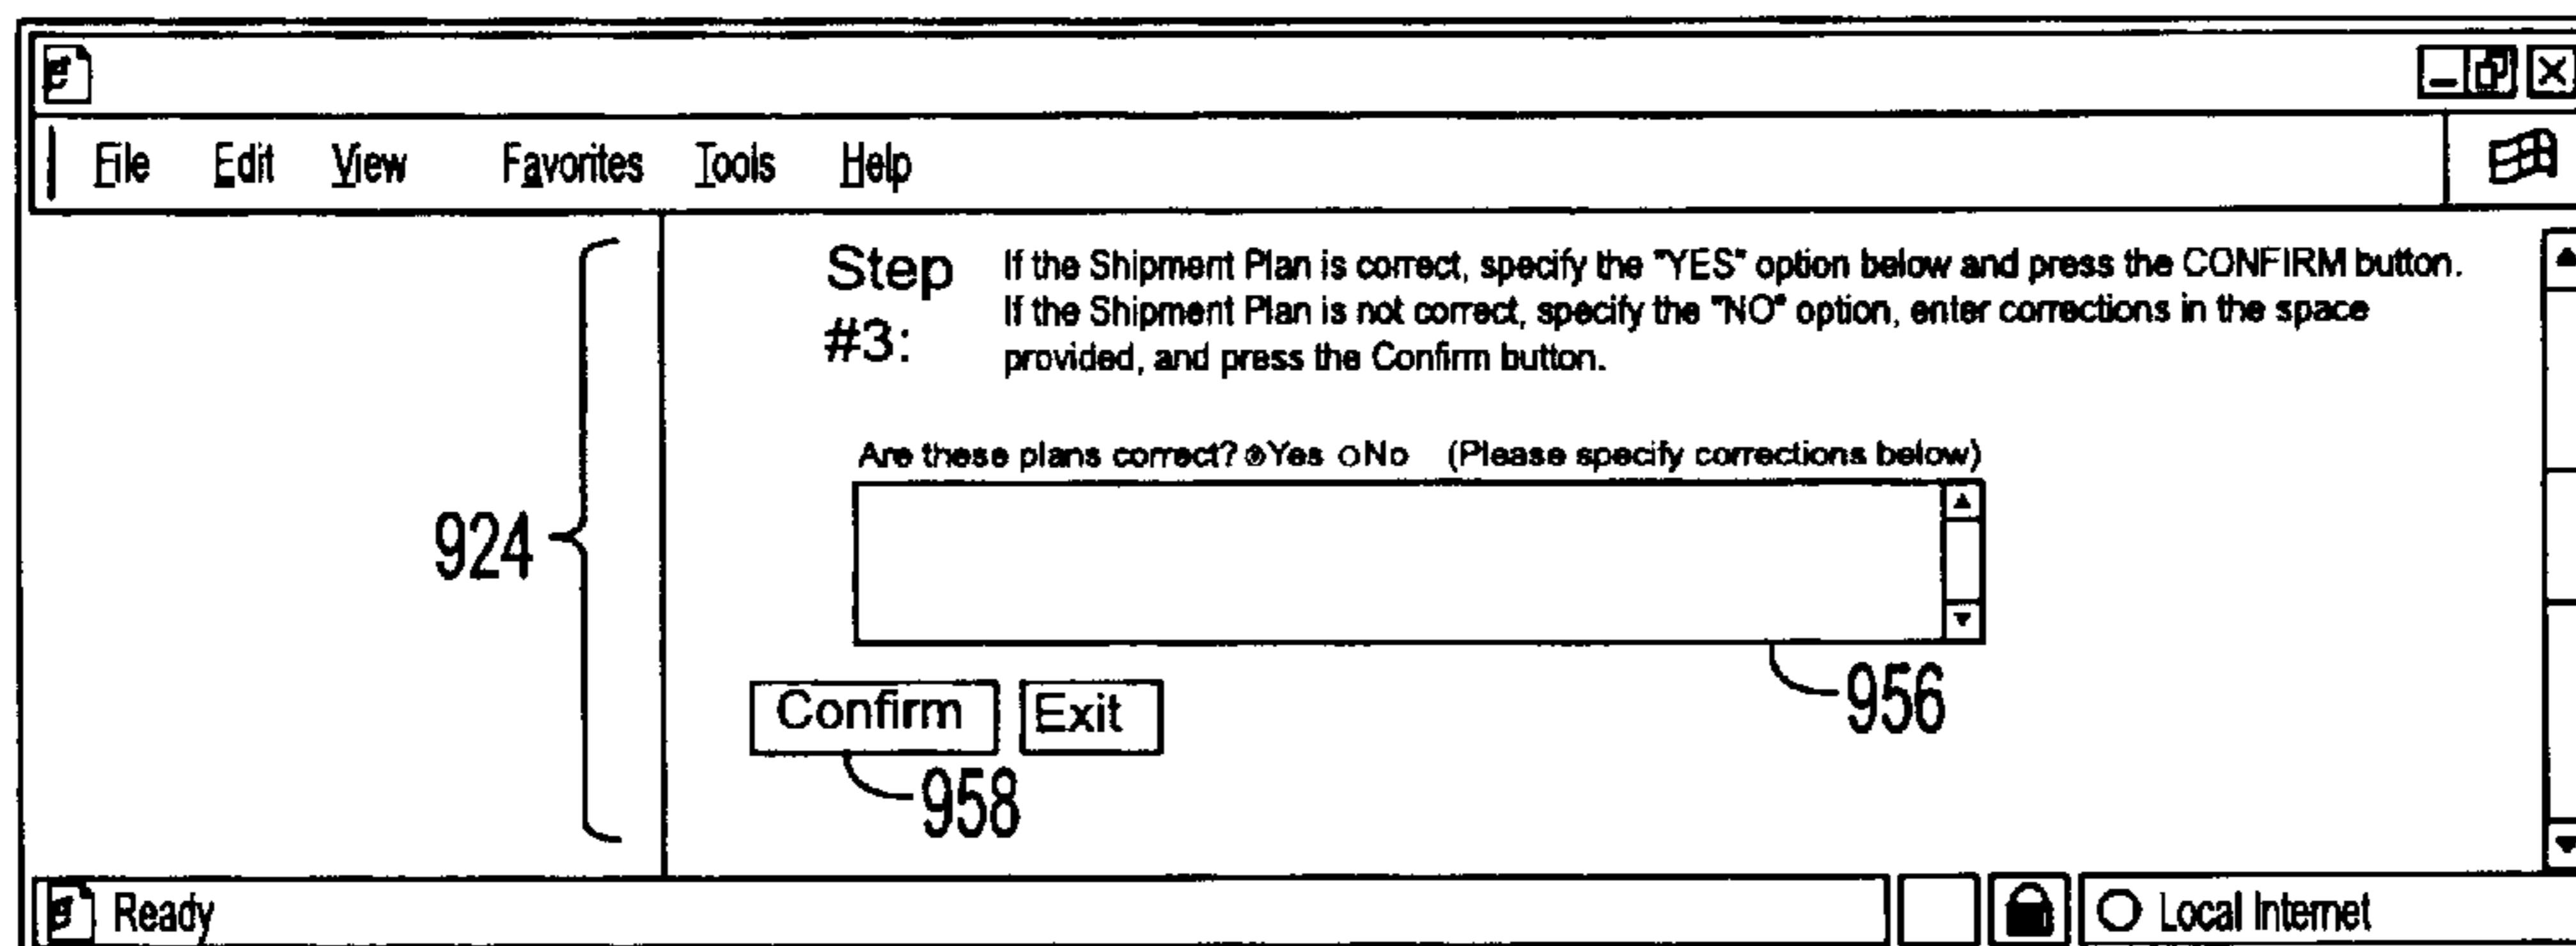 File Edit View Favorites Tools Help
Step #3:
If the Shipment Plan is correct, specify the "YES" option below and press the CONFIRM button.
If the Shipment Plan is not correct, specify the "NO" option, enter corrections in the space
provided, and press the Confirm button.
Are these plans correct? Yes No (Please specify corrections below)
924
956
Confirm Exit
958
Ready
Local Internet